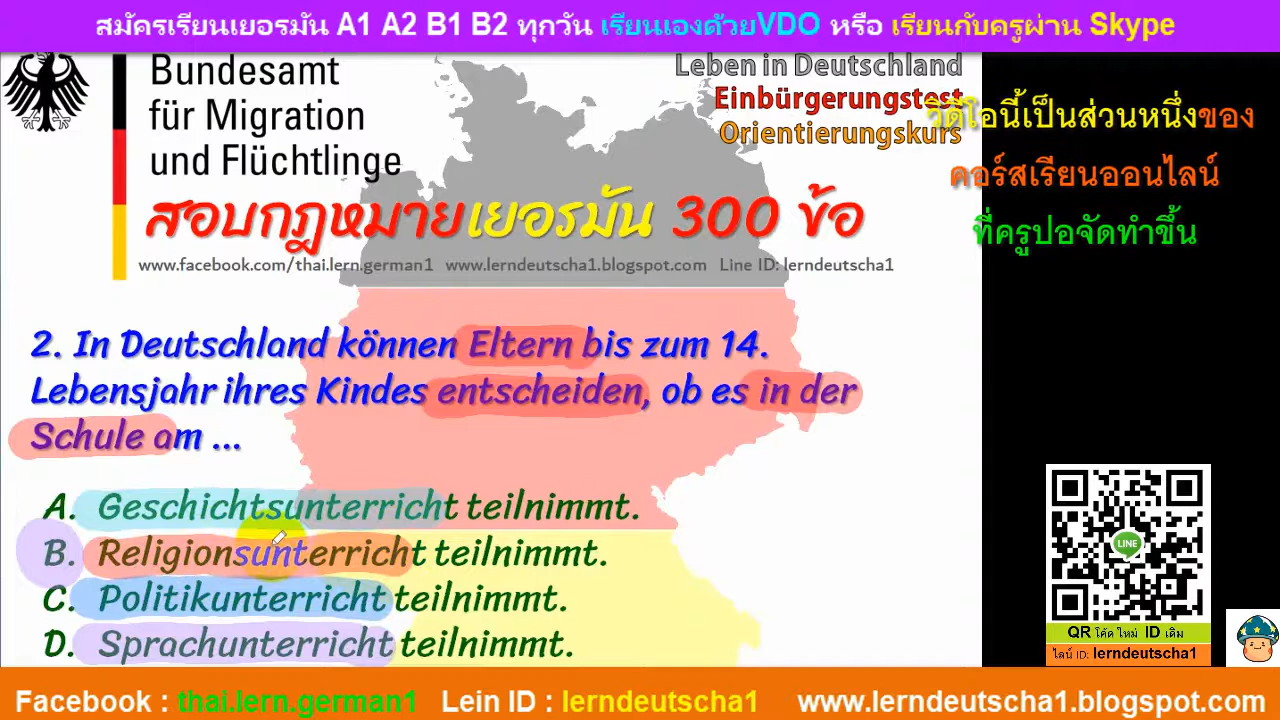 สมัครเรียนเยอรมัน A1 A2 B1 B2 ทุกวัน เรียนเองด้วยVDO หรือ เรียนกับครูผ่าน Skype
Bundesamt
für Migration
und Flüchtlinge
Leben in Deutschland
Einbürgerungstest
Orientierungskurs
วิดีโอนี้เป็นส่วนหนึ่งของ
คอร์สเรียนออนไลน์
ที่ครูปอจัดทำขึ้น
สอบกฎหมายเยอรมัน 300 ข้อ
www.facebook.com/thai.lern.german1 www.lerndeutscha1.blogspot.com Line ID: lerndeutscha1
2. In Deutschland können Eltern bis zum 14.
Lebensjahr ihres Kindes entscheiden, ob es in der
Schule am ...
A. Geschichtsunterricht teilnimmt.
B. Religionsunterricht teilnimmt.
C. Politikunterricht teilnimmt.
D. Sprachunterricht teilnimmt.
LINE
QR โค้ด ใหม่ ID เดิม
ไลน์ ID: lerndeutscha1
Facebook : thai.lern.german1 Lein ID : lerndeutscha1 www.lerndeutscha1.blogspot.com